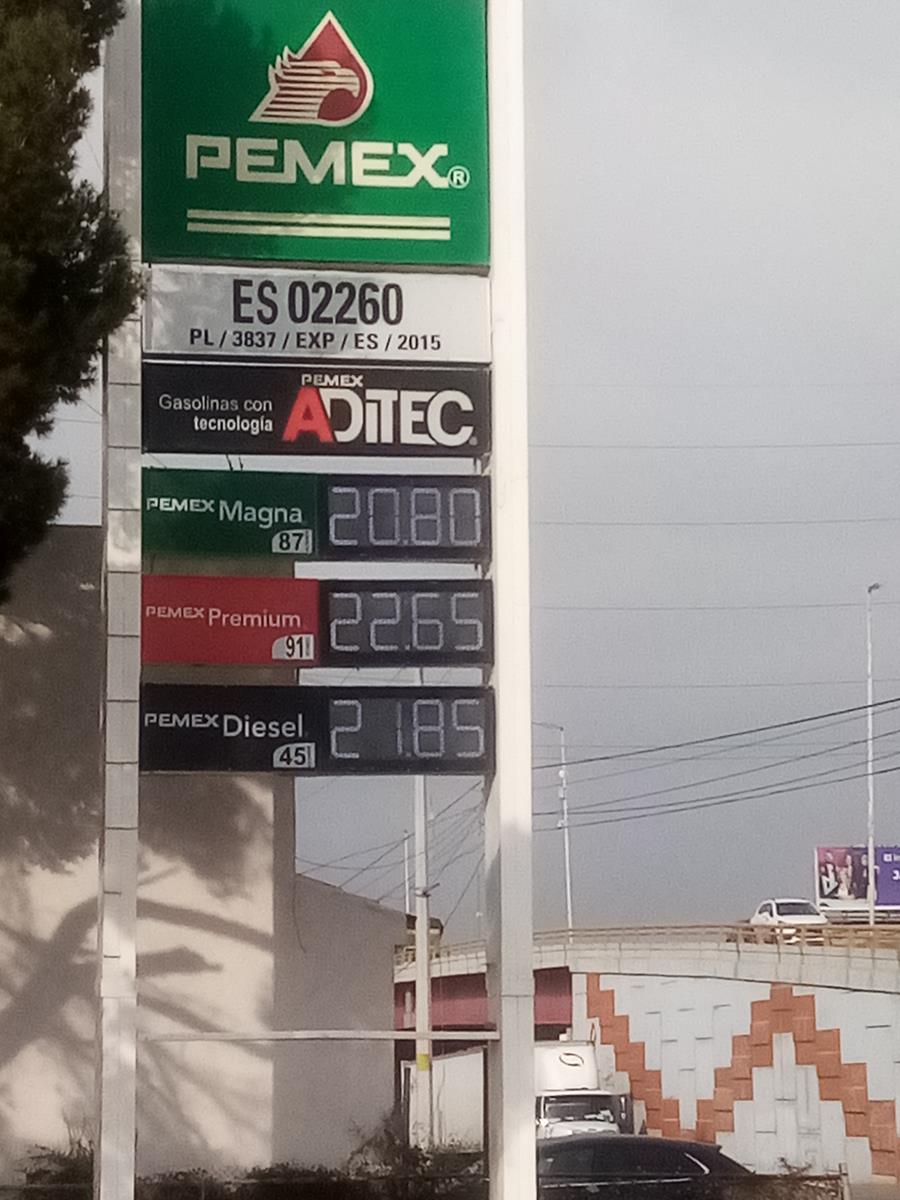 PEMEX®
ES 02260
PL / 3837 / EXP / ES / 2015
Gasolinas con
tecnología
PEMEX
ADiTEC
PEMEX Magna
87
20.80
PEMEX Premium
91
22.65
PEMEX Diesel
45
21.85